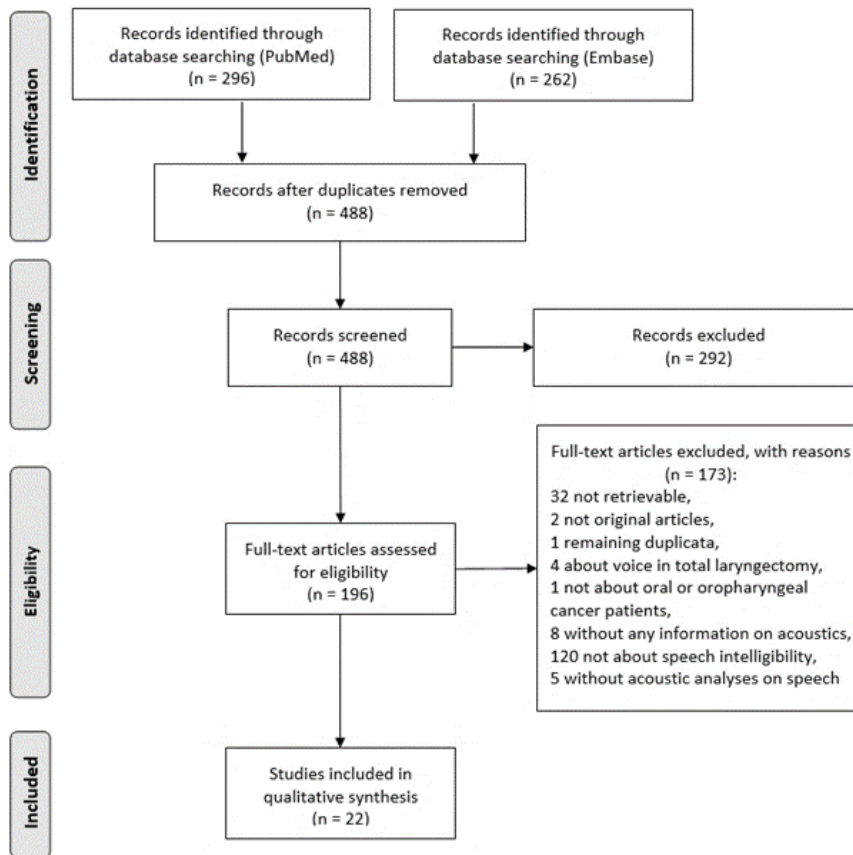 Identification
Records identified through
database searching (PubMed)
(n = 296)
Records identified through
database searching (Embase)
(n = 262)
Records after duplicates removed
(n = 488)
Screening
Records screened
(n = 488)
Records excluded
(n = 292)
Eligibility
Full-text articles assessed
for eligibility
(n = 196)
Full-text articles excluded, with reasons
(n = 173):
32 not retrievable,
2 not original articles,
1 remaining duplicata,
4 about voice in total laryngectomy,
1 not about oral or oropharyngeal
cancer patients,
8 without any information on acoustics,
120 not about speech intelligibility,
5 without acoustic analyses on speech
Included
Studies included in
qualitative synthesis
(n = 22)